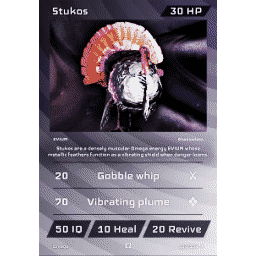 Stukos 30 HP
EVIUM
Stukos are a densely muscular Omega energy EVIUM whose
metallic feathers function as a vibrating shield when danger looms.
20 Gobble whip
70 Vibrating plume
50 IQ 10 Heal 20 Revive